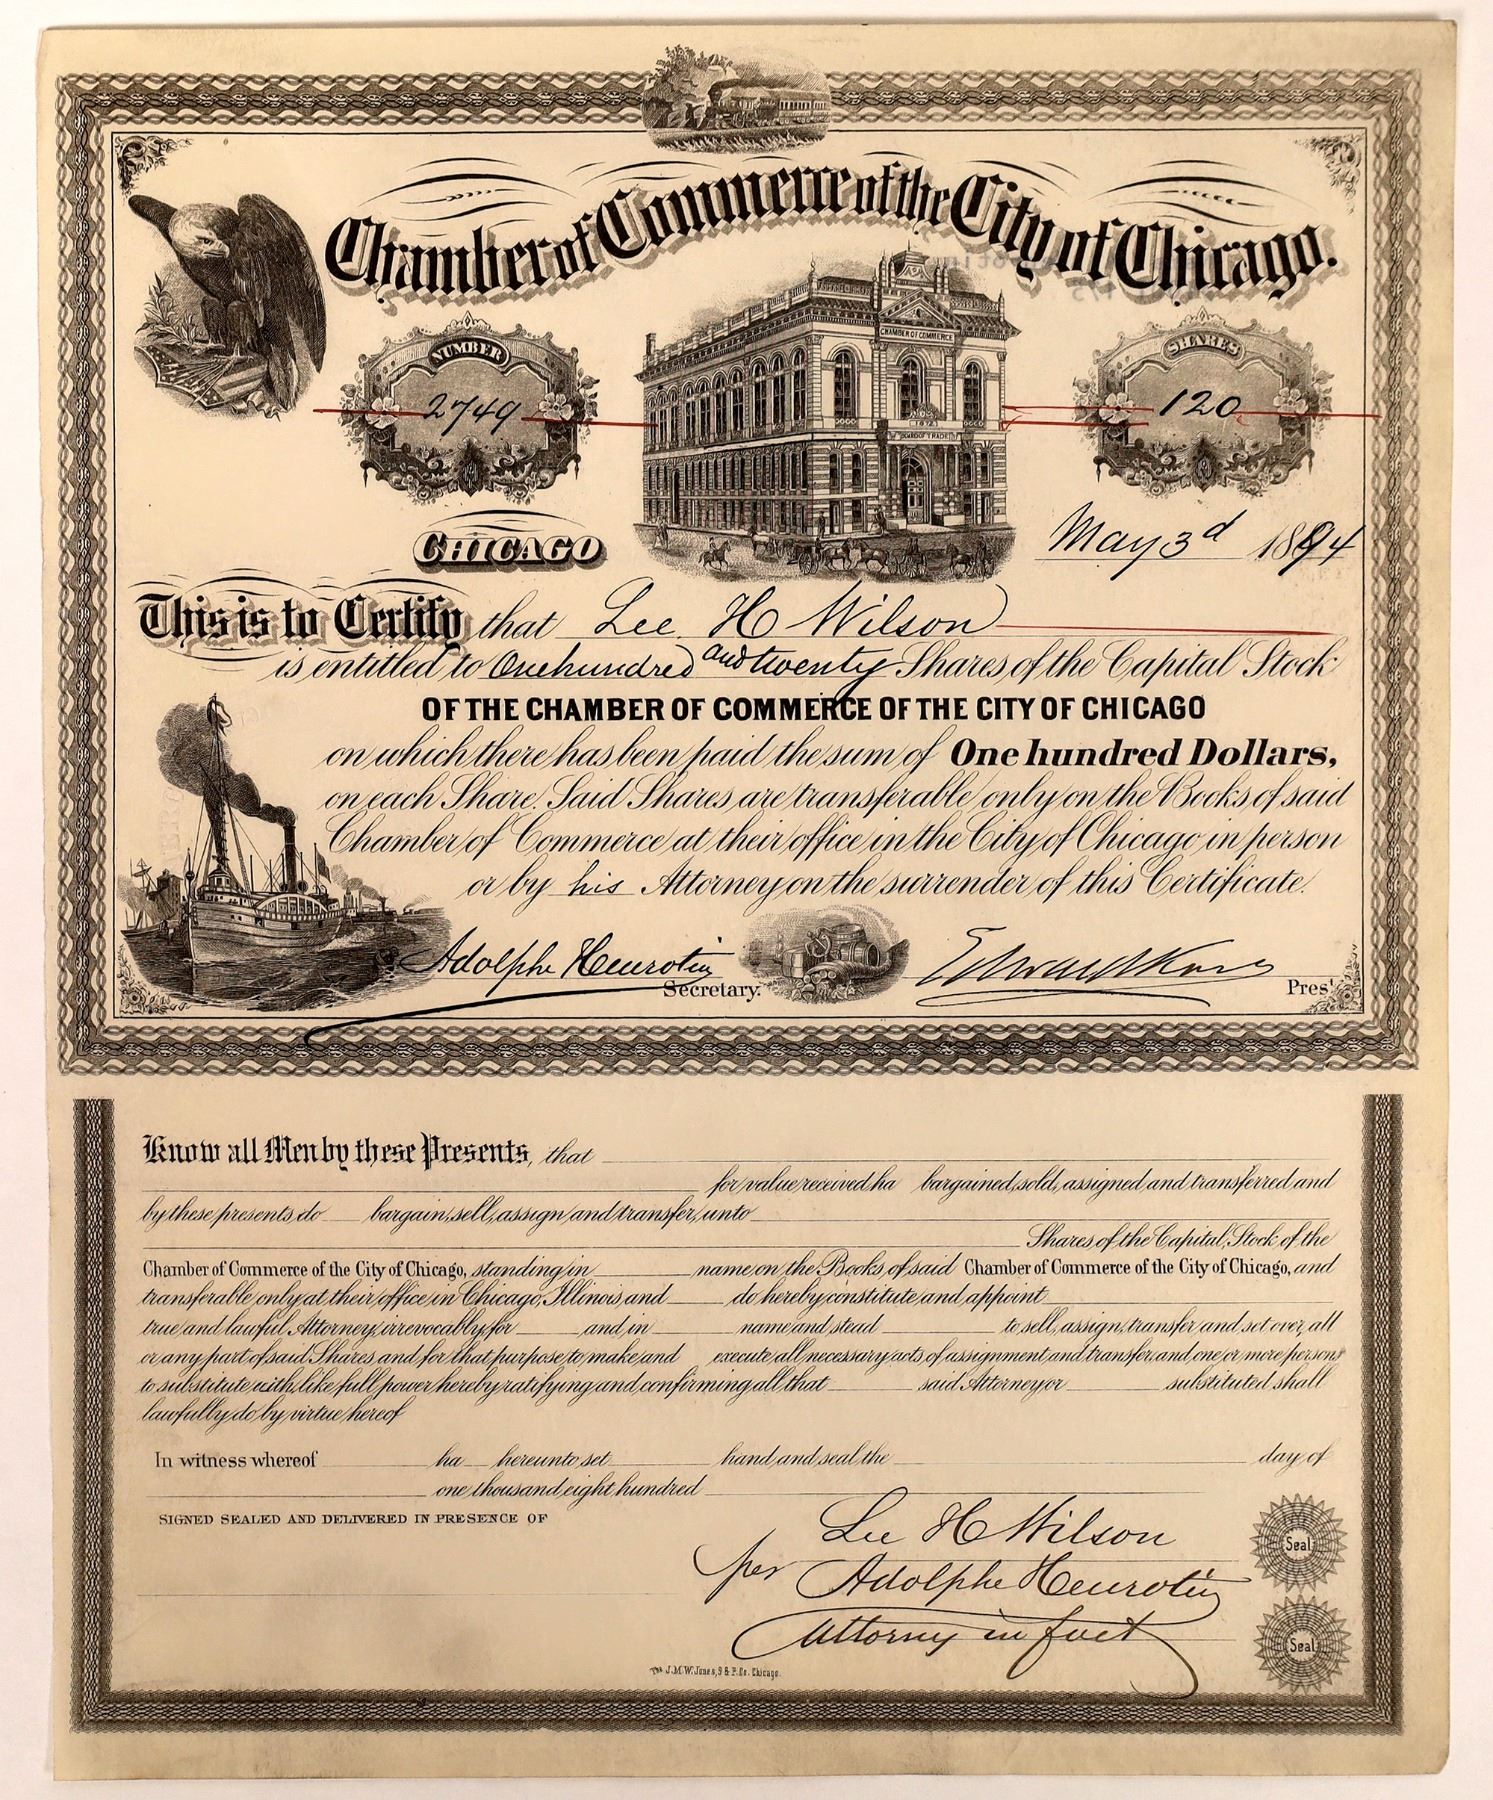 Chamber of Commerce of the City of Chicago.
NUMBER
2749
CHAMBER OF COMMERCE
1872
BOARD OF TRADE
SHARES
120
CHICAGO
May 3d 1894
This is to Certify that Lee H Wilson
is entitled to One hundred and twenty Shares of the Capital Stock
OF THE CHAMBER OF COMMERCE OF THE CITY OF CHICAGO
on which there has been paid the sum of One hundred Dollars,
on each Share. Said Shares are transferable only on the Books of said
Chamber of Commerce at their office in the City of Chicago in person
or by his Attorney on the surrender of this Certificate.
Adolphe Heurotin
Secretary.
Pres't
Know all Men by these Presents, that
for value received ha bargained, sold, assigned and transferred and
by these presents do bargain, sell, assign and transfer, unto
Shares of the Capital Stock of the
Chamber of Commerce of the City of Chicago, standing in name on the Books of said Chamber of Commerce of the City of Chicago, and
transferable only at their office in Chicago, Illinois and do hereby constitute and appoint
true and lawful Attorney, irrevocably for and in name and stead to sell, assign, transfer and set over, all
or any part of said Shares and for that purpose to make and execute all necessary acts of assignment and transfer, and one or more persons
to substitute with like full power hereby ratifying and confirming all that said Attorney or substituted shall
lawfully do by virtue hereof
In witness whereof ha hereunto set hand and seal the day of
one thousand eight hundred
SIGNED SEALED AND DELIVERED IN PRESENCE OF
Lee H Wilson
per Adolphe Heurotin
Attorney in fact
Seal
Seal
The J.M.W. Jones, S & P. Co. Chicago.